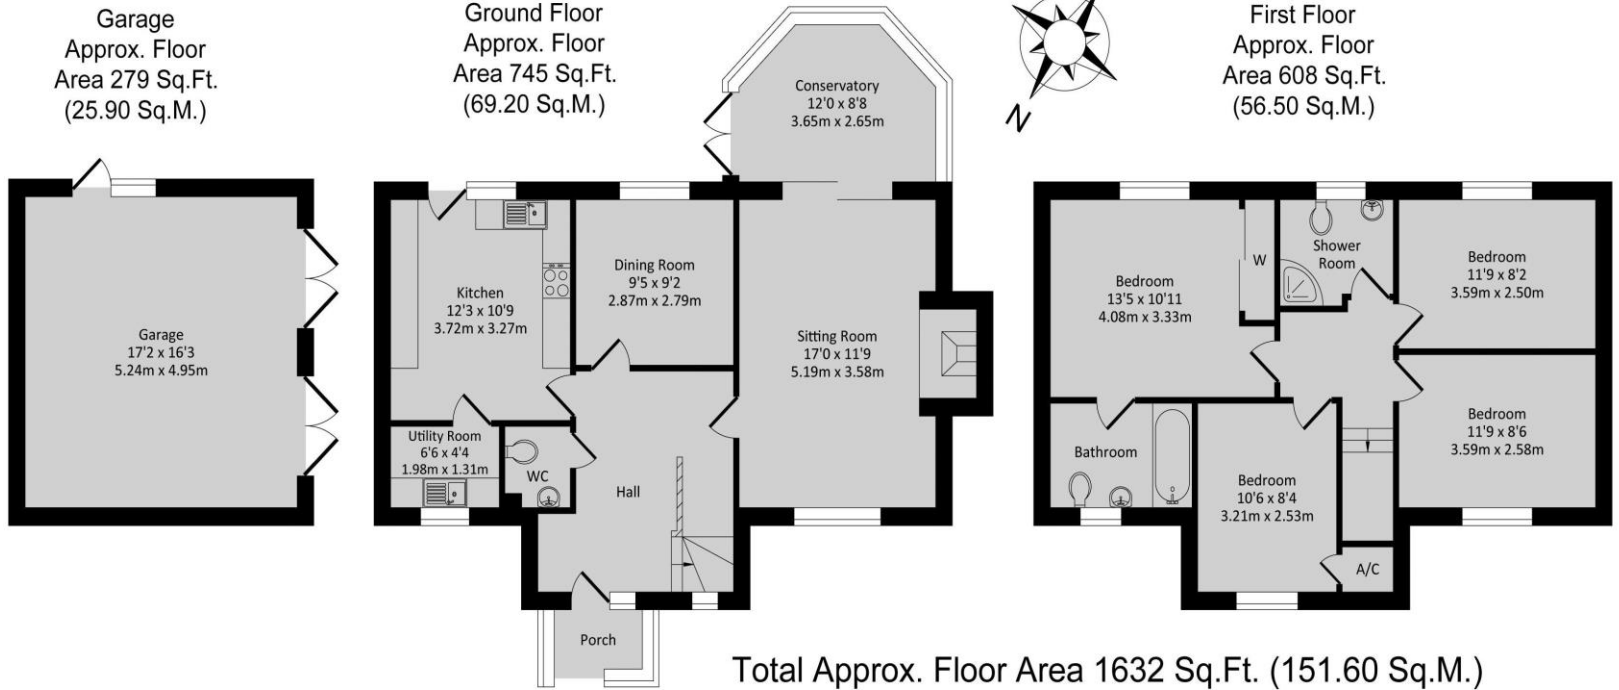 Garage
Approx. Floor
Area 279 Sq.Ft.
(25.90 Sq.M.)
Ground Floor
Approx. Floor
Area 745 Sq.Ft.
(69.20 Sq.M.)
First Floor
Approx. Floor
Area 608 Sq.Ft.
(56.50 Sq.M.)
N
Garage
17'2 x 16'3
5.24m x 4.95m
Conservatory
12'0 x 8'8
3.65m x 2.65m
Kitchen
12'3 x 10'9
3.72m x 3.27m
Dining Room
9'5 x 9'2
2.87m x 2.79m
Sitting Room
17'0 x 11'9
5.19m x 3.58m
Utility Room
6'6 x 4'4
1.98m x 1.31m
WC
Hall
Porch
Bedroom
13'5 x 10'11
4.08m x 3.33m
W
Shower
Room
Bedroom
11'9 x 8'2
3.59m x 2.50m
Bathroom
Bedroom
10'6 x 8'4
3.21m x 2.53m
Bedroom
11'9 x 8'6
3.59m x 2.58m
A/C
Total Approx. Floor Area 1632 Sq.Ft. (151.60 Sq.M.)